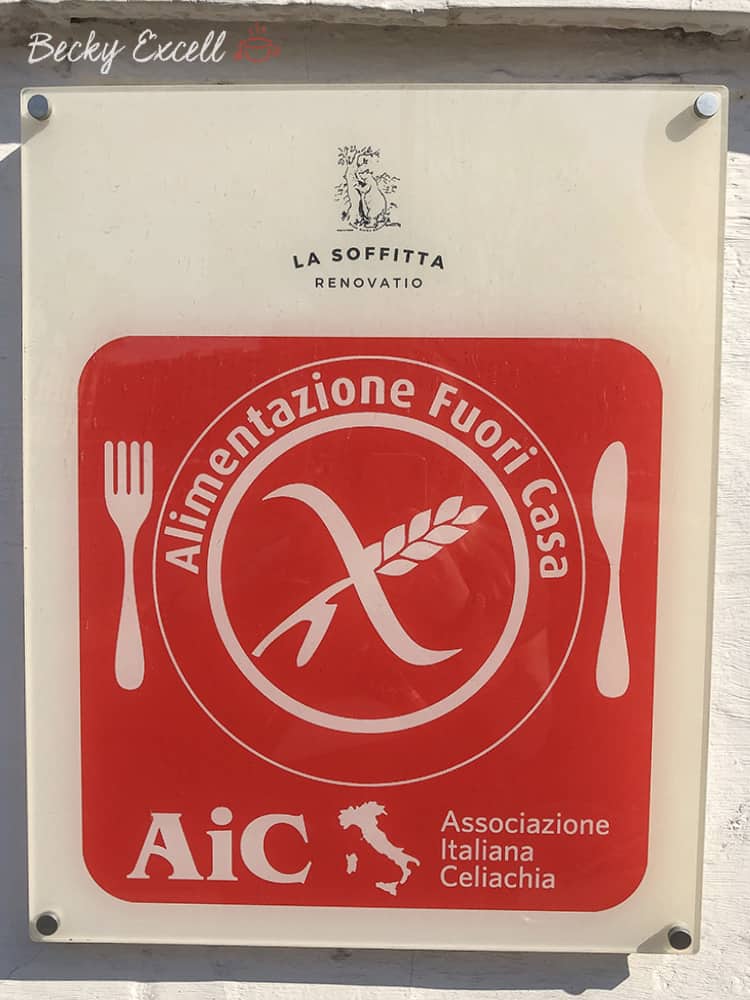 Becky Excell
LA SOFFITTA
RENOVATIO
Alimentazione Fuori Casa
AiC
Associazione
Italiana
Celiachia